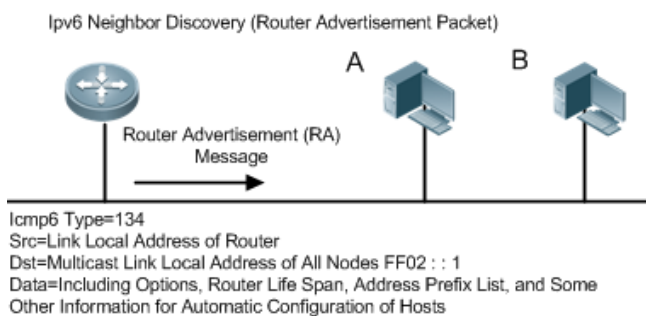 Ipv6 Neighbor Discovery (Router Advertisement Packet)
A
B
Router Advertisement (RA)
Message
Icmp6 Type=134
Src=Link Local Address of Router
Dst=Multicast Link Local Address of All Nodes FF02 : : 1
Data=Including Options, Router Life Span, Address Prefix List, and Some
Other Information for Automatic Configuration of Hosts